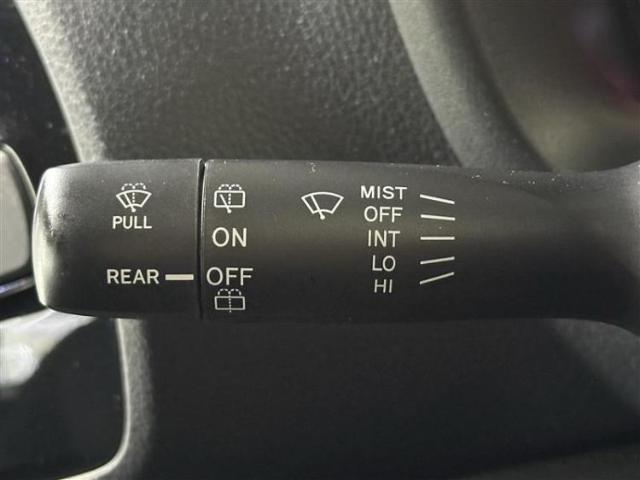 PULL
REAR
ON
OFF
MIST
OFF
INT
LO
HI